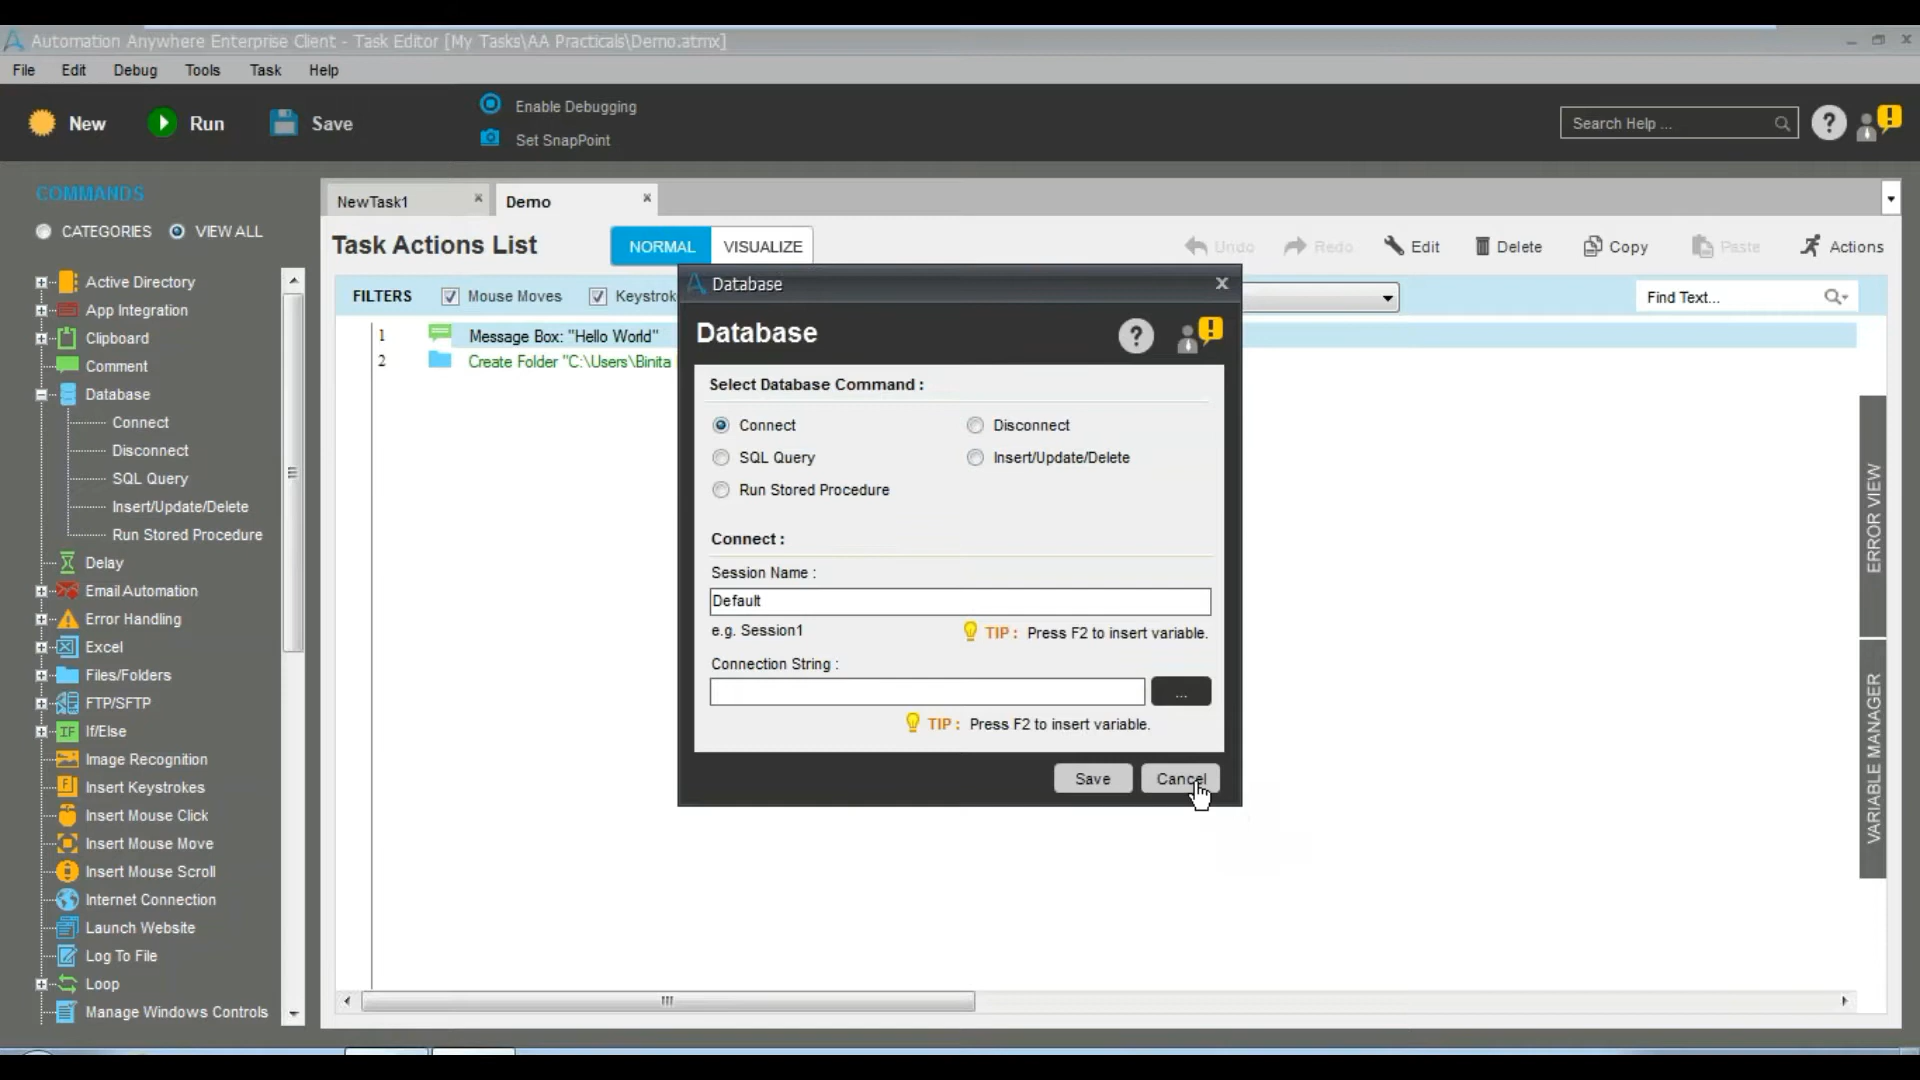 Automation Anywhere Enterprise Client - Task Editor [My Tasks\AA Practicals\Demo.atmx]
File Edit Debug Tools Task Help
New Run Save
Enable Debugging
Set SnapPoint
Search Help ...
COMMANDS
CATEGORIES VIEW ALL
Active Directory
App Integration
Clipboard
Comment
Database
Connect
Disconnect
SQL Query
Insert/Update/Delete
Run Stored Procedure
Delay
Email Automation
Error Handling
Excel
Files/Folders
FTP/SFTP
If/Else
Image Recognition
Insert Keystrokes
Insert Mouse Click
Insert Mouse Move
Insert Mouse Scroll
Internet Connection
Launch Website
Log To File
Loop
Manage Windows Controls
NewTask1 Demo
Task Actions List NORMAL VISUALIZE
Undo Redo Edit Delete Copy Paste Actions
FILTERS Mouse Moves Keystrok
Find Text...
1 Message Box: "Hello World"
2 Create Folder "C:\Users\Binita
Database
Database
Select Database Command :
Connect Disconnect
SQL Query Insert/Update/Delete
Run Stored Procedure
Connect :
Session Name :
Default
e.g. Session1 TIP : Press F2 to insert variable.
Connection String :
...
TIP : Press F2 to insert variable.
Save Cancel
ERROR VIEW
VARIABLE MANAGER